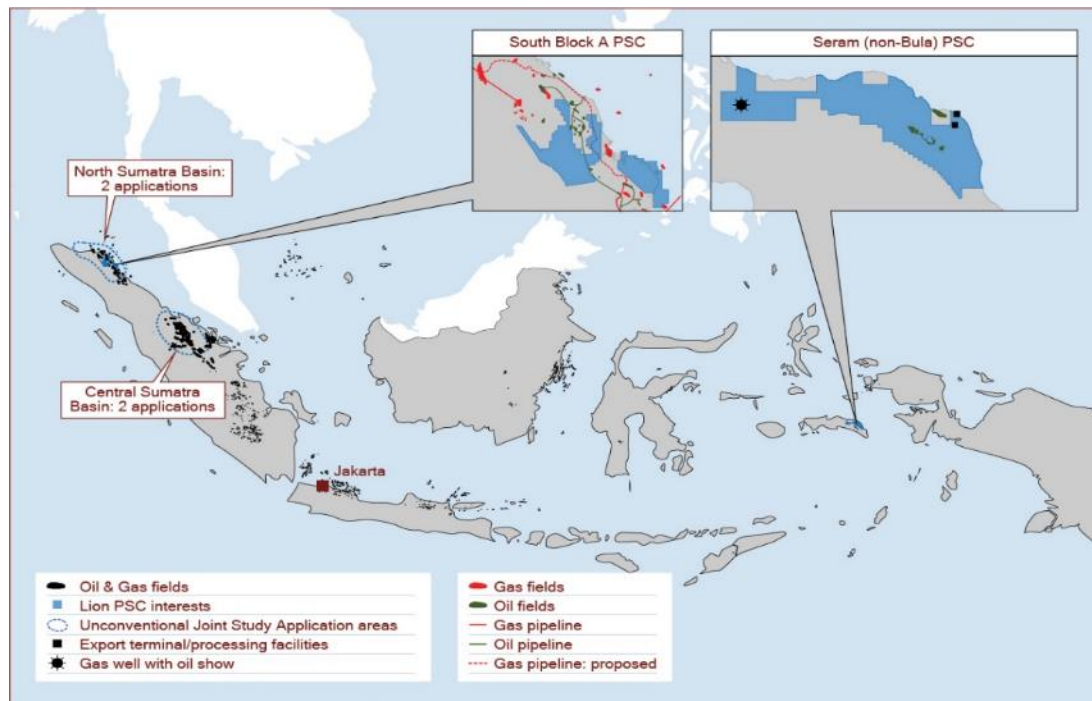 South Block A PSC
Seram (non-Bula) PSC
North Sumatra Basin:
2 applications
Central Sumatra
Basin: 2 applications
Jakarta
Oil & Gas fields
Lion PSC interests
Unconventional Joint Study Application areas
Export terminal/processing facilities
Gas well with oil show
Gas fields
Oil fields
Gas pipeline
Oil pipeline
Gas pipeline: proposed